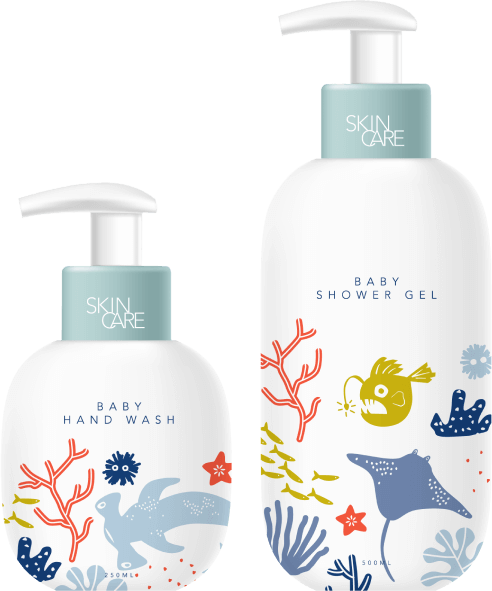 SKIN
CARE
BABY
HAND WASH
250ML
SKIN
CARE
BABY
SHOWER GEL
500ML